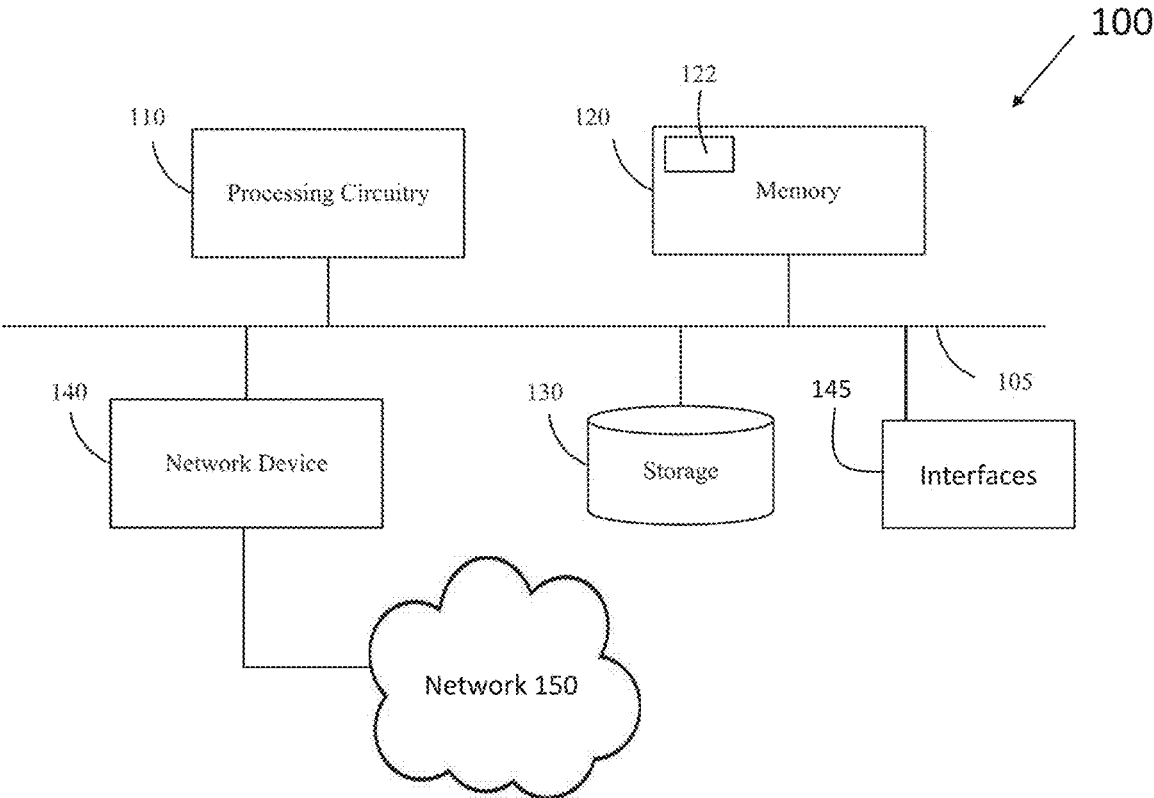 100
122
110
120
Processing Circuitry
Memory
140
130
145
105
Network Device
Storage
Interfaces
Network 150